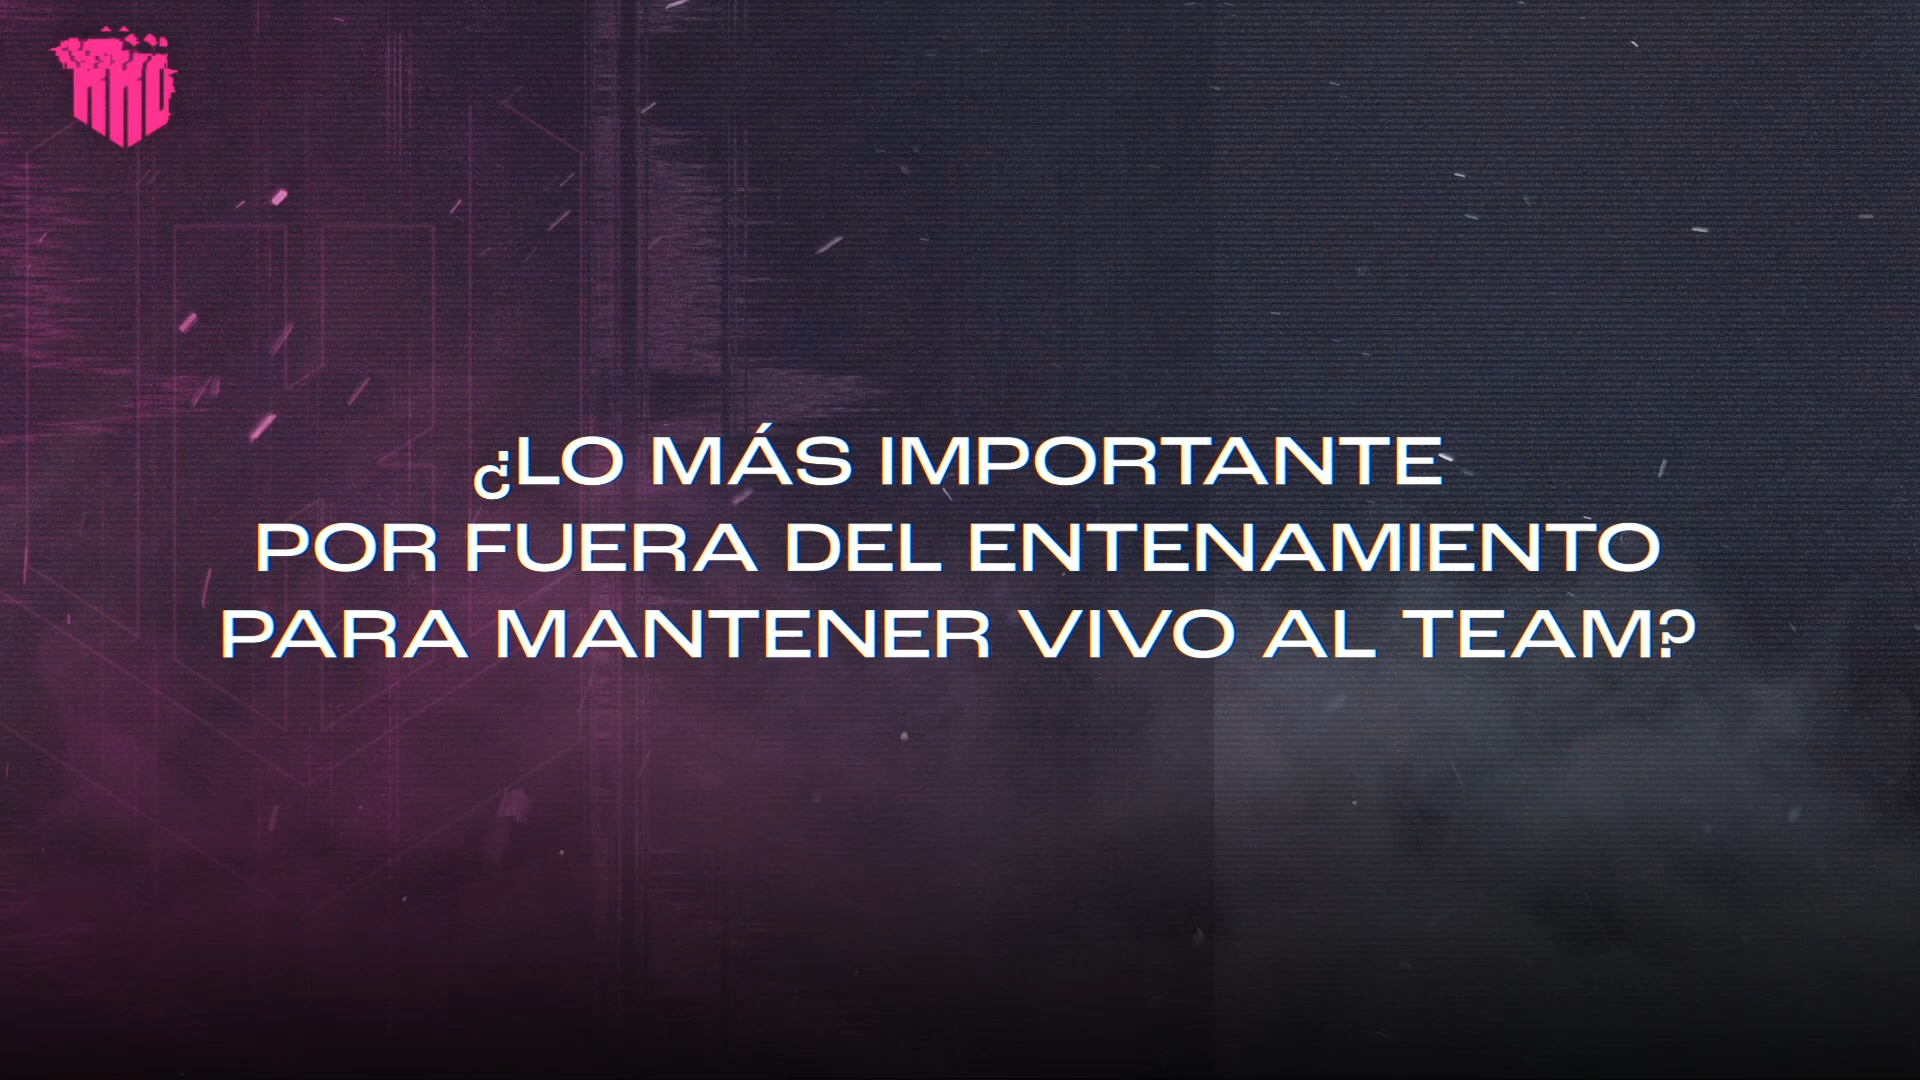 ¿LO MÁS IMPORTANTE
POR FUERA DEL ENTENAMIENTO
PARA MANTENER VIVO AL TEAM?